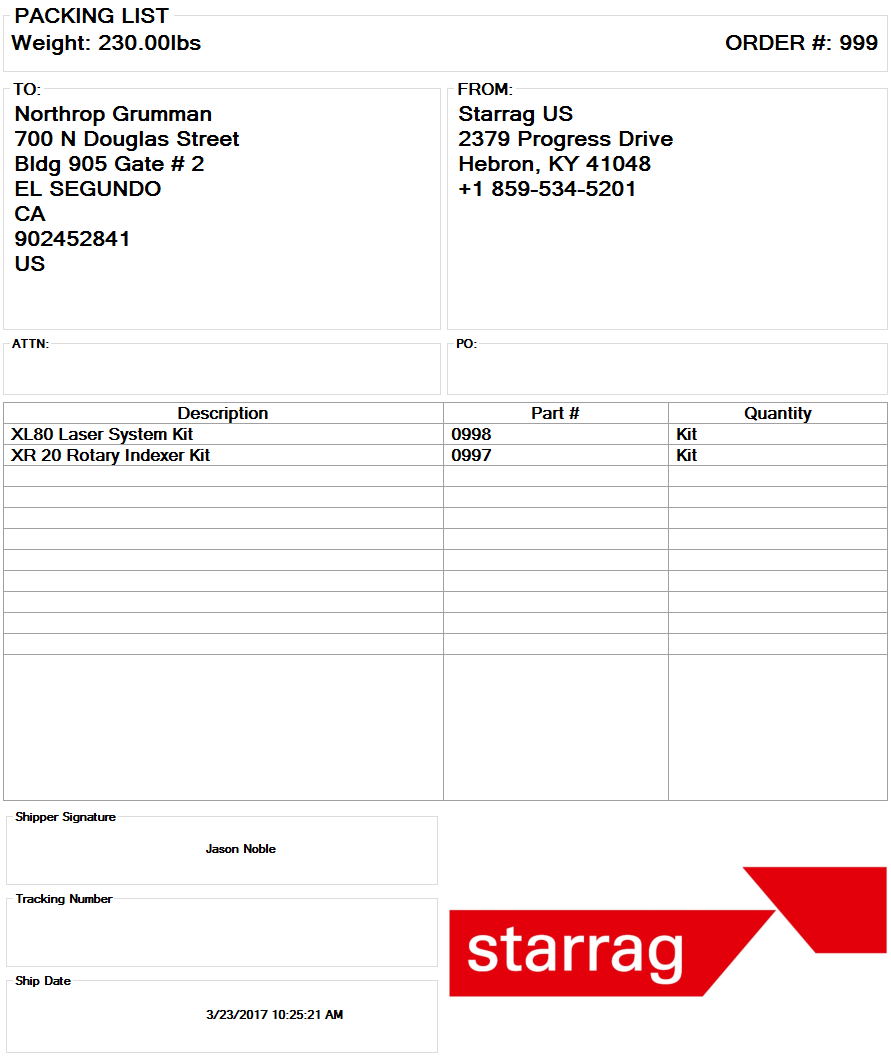 PACKING LIST
Weight: 230.00lbs
ORDER #: 999
TO:
Northrop Grumman
700 N Douglas Street
Bldg 905 Gate # 2
EL SEGUNDO
CA
902452841
US
FROM:
Starrag US
2379 Progress Drive
Hebron, KY 41048
+1 859-534-5201
ATTN:
PO:
Description Part # Quantity
XL80 Laser System Kit 0998 Kit
XR 20 Rotary Indexer Kit 0997 Kit
Shipper Signature
Jason Noble
Tracking Number
Ship Date
3/23/2017 10:25:21 AM
starrag